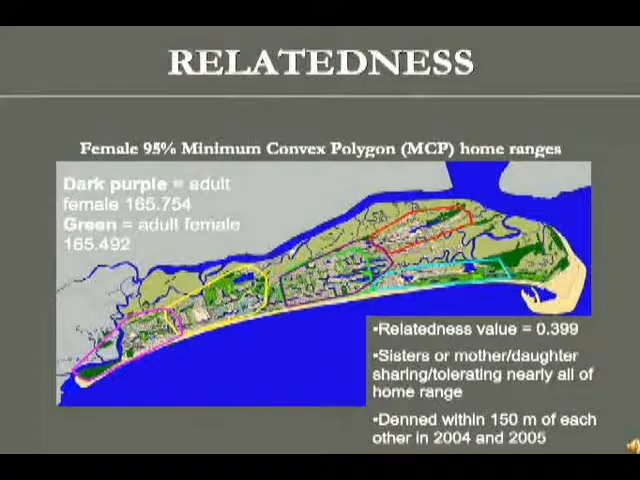 RELATEDNESS
Female 95% Minimum Convex Polygon (MCP) home ranges
Dark purple = adult
female 165.754
Green = adult female
165.492
•Relatedness value = 0.399
•Sisters or mother/daughter
sharing/tolerating nearly all of
home range
•Denned within 150 m of each
other in 2004 and 2005